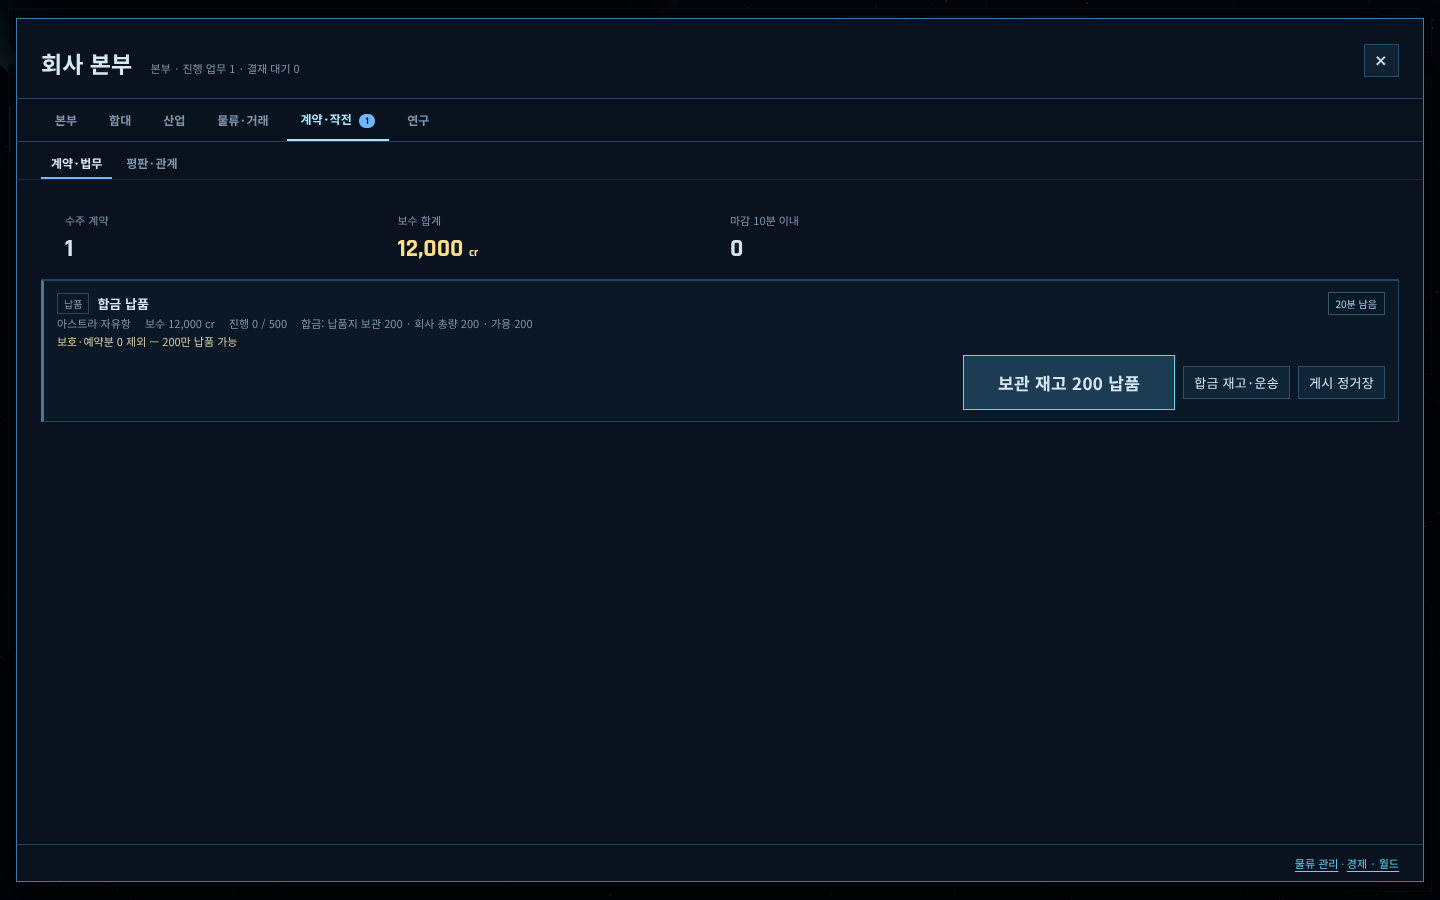 회사 본부 본부 · 진행 업무 1 · 결재 대기 0 ×
본부 함대 산업 물류·거래 계약·작전 1 연구
계약·법무 평판·관계
수주 계약 보수 합계 마감 10분 이내
1 12,000 cr 0
납품 합금 납품 20분 남음
아스트라 자유항 보수 12,000 cr 진행 0 / 500 합금: 납품지 보관 200 · 회사 총량 200 · 가용 200
보호·예약분 0 제외 — 200만 납품 가능
보관 재고 200 납품 합금 재고·운송 게시 정거장
물류 관리 · 경제 · 월드